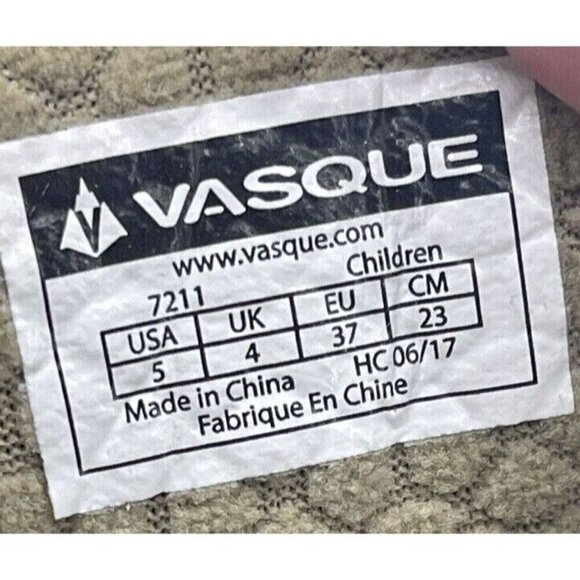 VASQUE
www.vasque.com
7211 Children
USA UK EU CM
5 4 37 23
Made in China HC 06/17
Fabrique En Chine